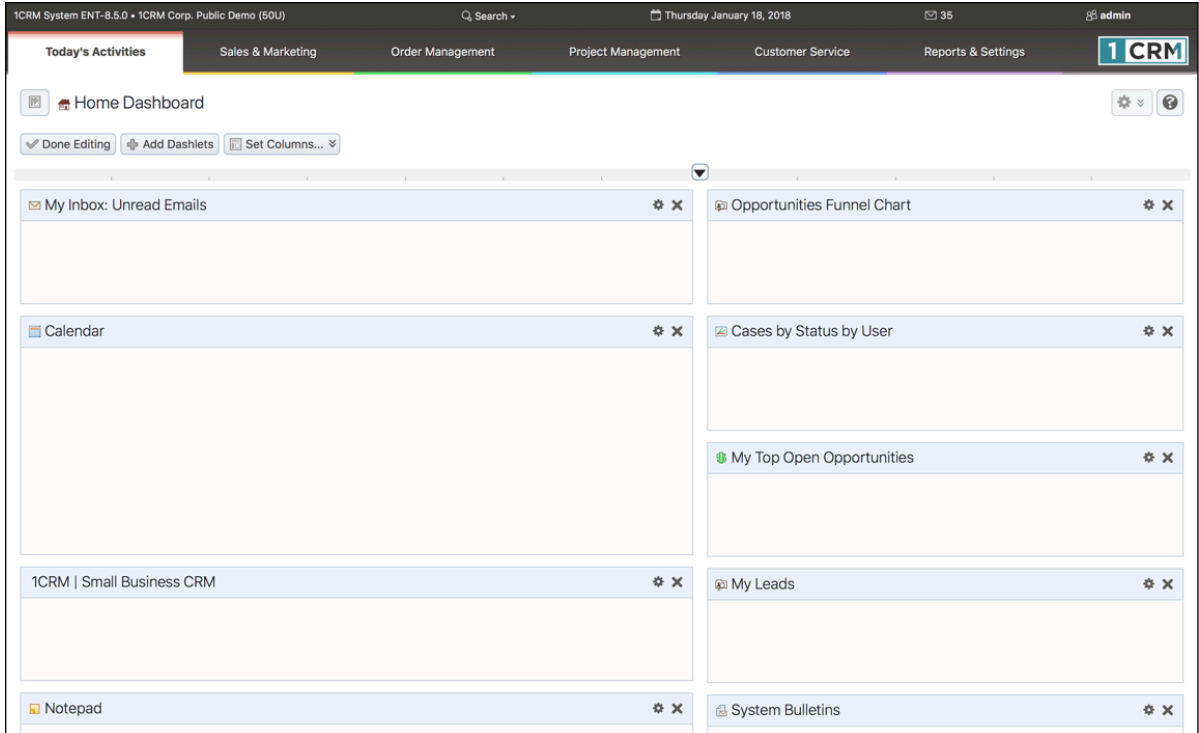 1CRM System ENT-8.5.0 • 1CRM Corp. Public Demo (50U) Search Thursday January 18, 2018 35 admin
Today's Activities Sales & Marketing Order Management Project Management Customer Service Reports & Settings 1 CRM
Home Dashboard
Done Editing Add Dashlets Set Columns...
My Inbox: Unread Emails Opportunities Funnel Chart
Calendar Cases by Status by User
My Top Open Opportunities
1CRM | Small Business CRM My Leads
Notepad System Bulletins